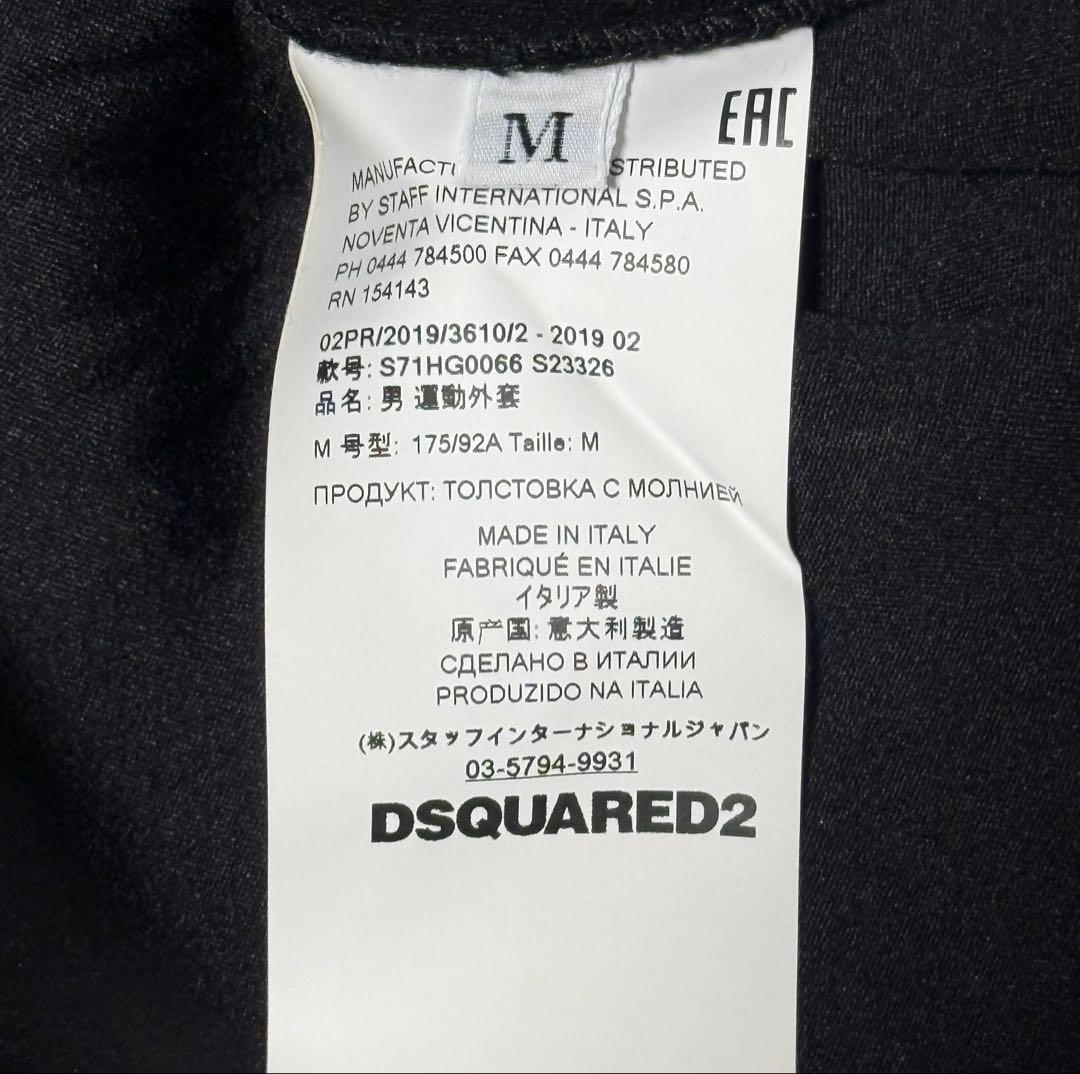 M
EAC
MANUFACT STRIBUTED
BY STAFF INTERNATIONAL S.P.A.
NOVENTA VICENTINA - ITALY
PH 0444 784500 FAX 0444 784580
RN 154143
02PR/2019/3610/2 - 2019 02
款号: S71HG0066 S23326
品名: 男 運動外套
M 号型: 175/92A Taille: M
ПРОДУКТ: ТОЛСТОВКА С МОЛНИЕЙ
MADE IN ITALY
FABRIQUÉ EN ITALIE
イタリア製
原产国: 意大利製造
СДЕЛАНО В ИТАЛИИ
PRODUZIDO NA ITALIA
(株)スタッフインターナショナルジャパン
03-5794-9931
DSQUARED2